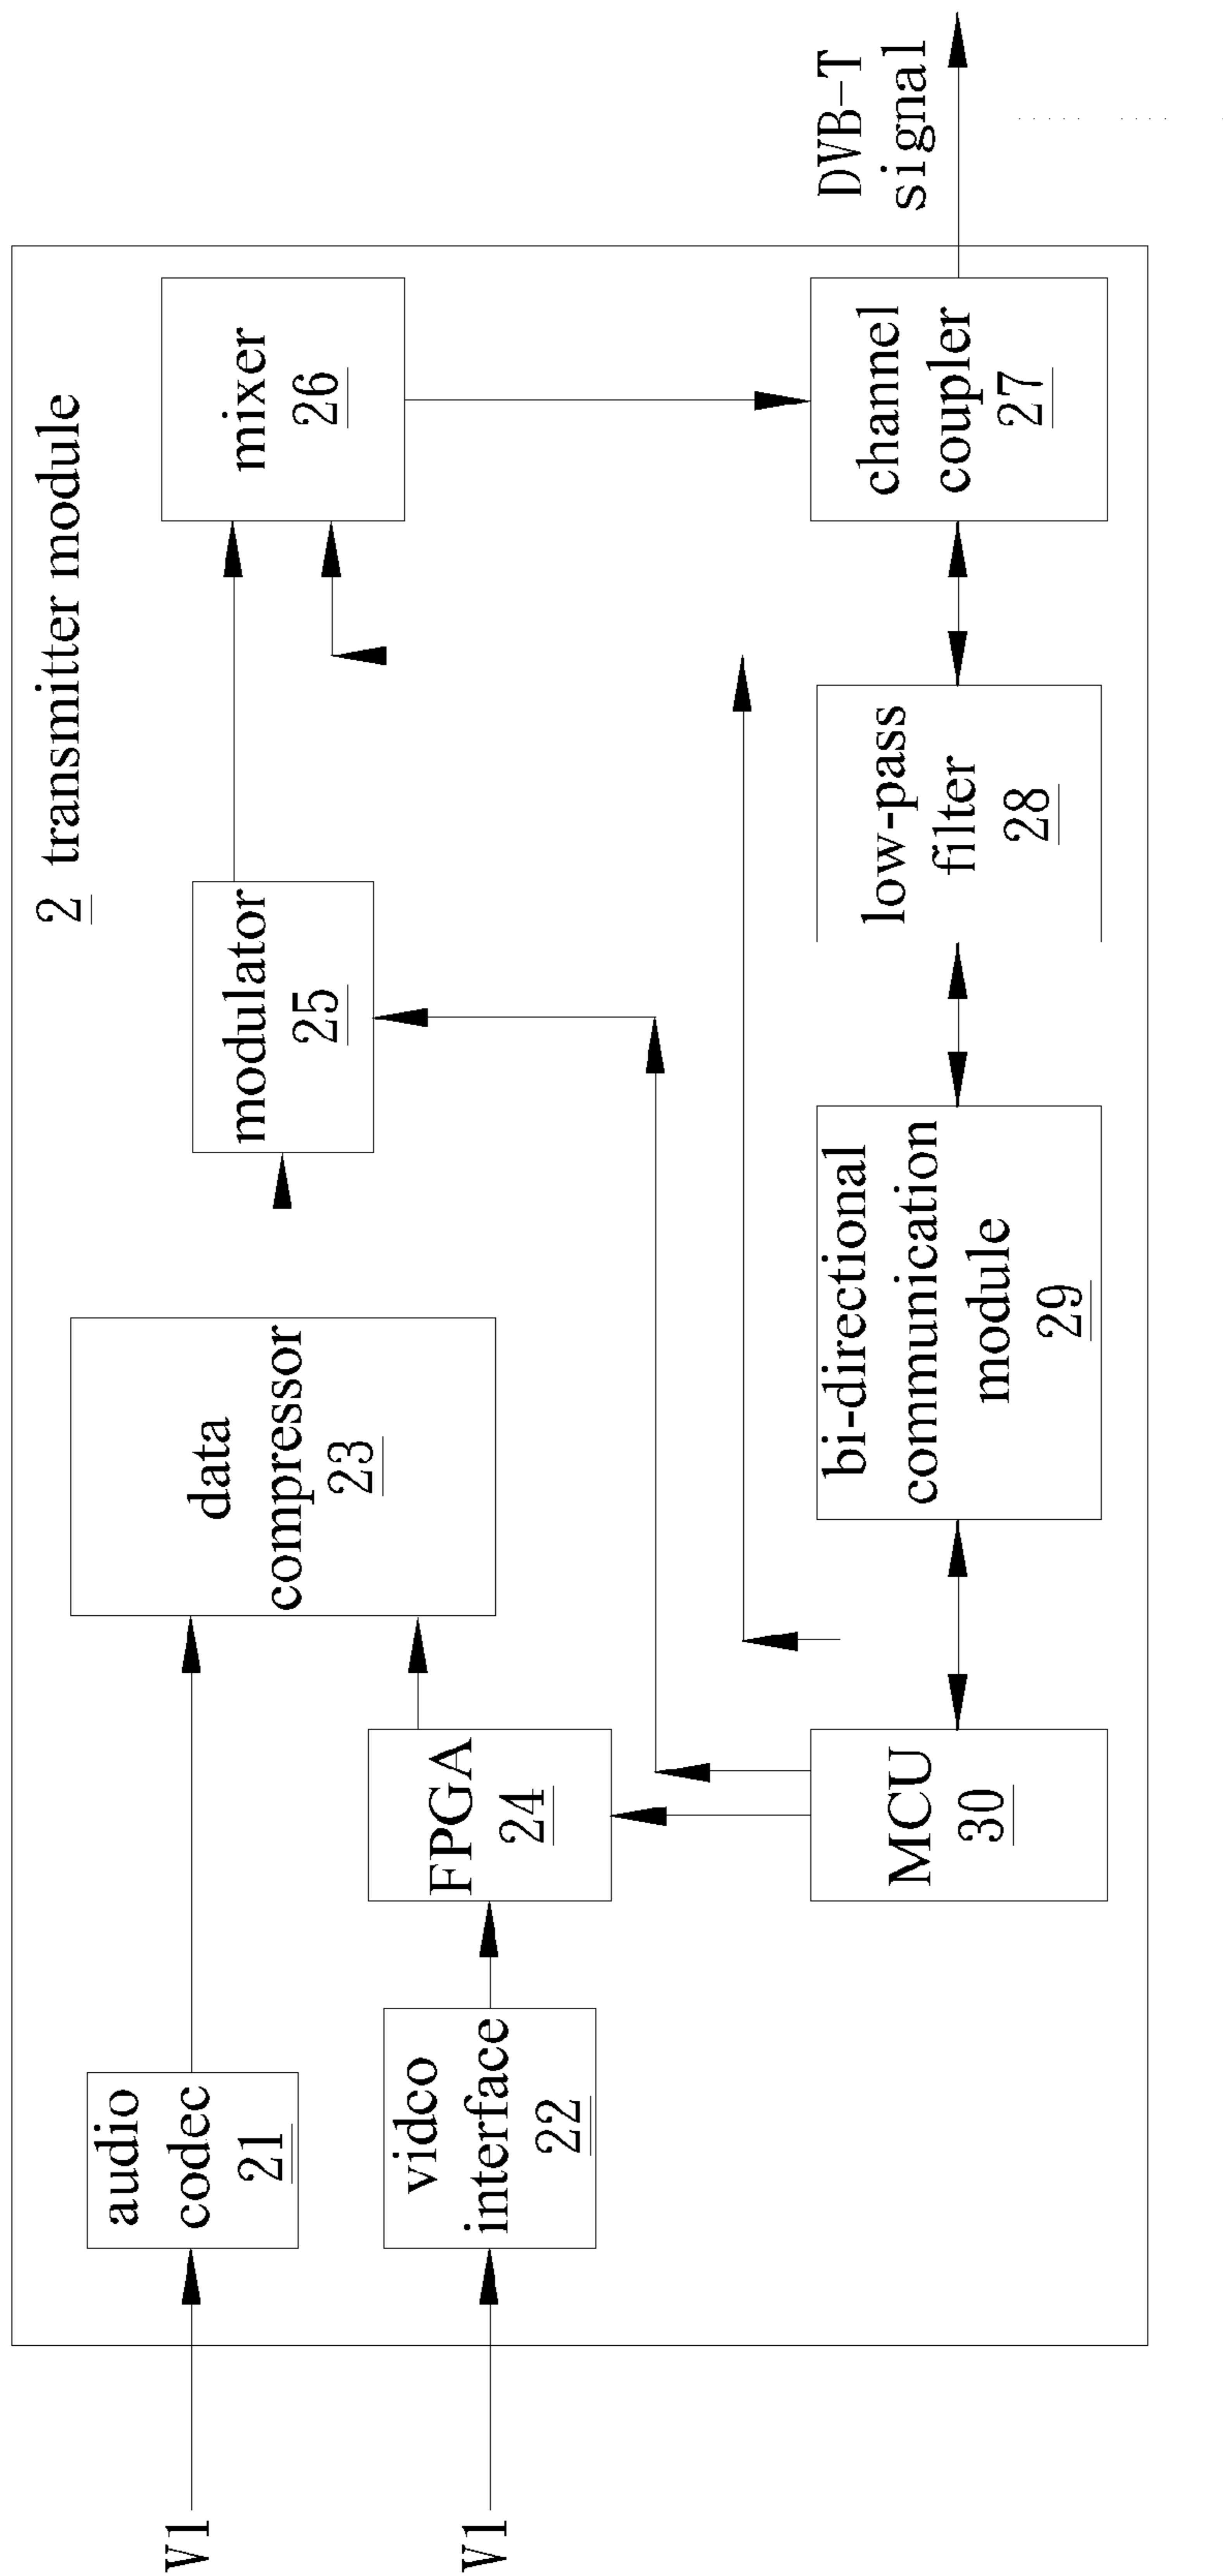 2 transmitter module
V1
audio
codec
21
data
compressor
23
modulator
25
mixer
26
V1
vidco
interface
22
FPGA
24
MCU
30
bi-directional
communication
module
29
low-pass
filter
28
channel
coupler
27
DVB-T
signal